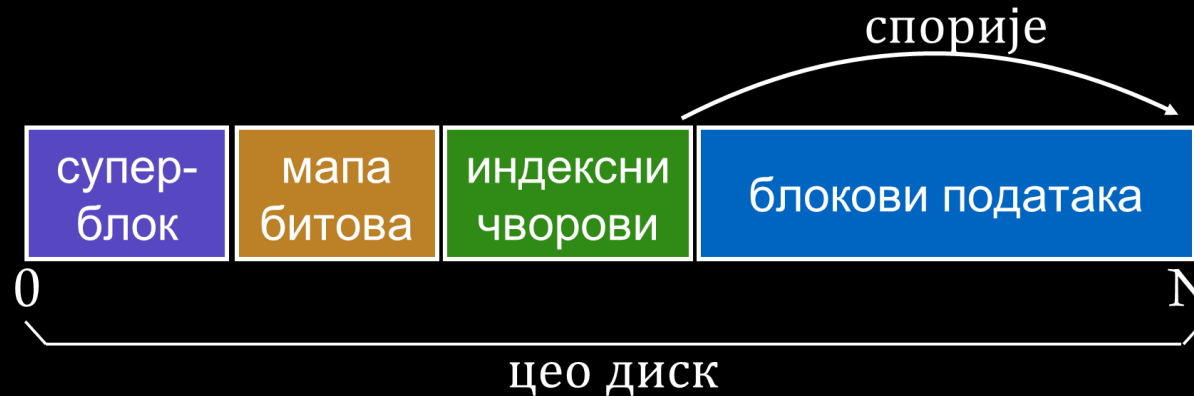 спорије
супер-
блок
мапа
битова
индексни
чворови
блокови података
0
N
цео диск